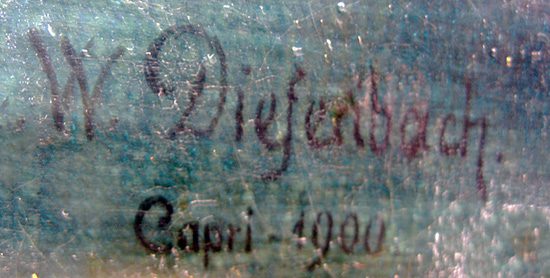 . W. Diefenbach.
Capri - 1900